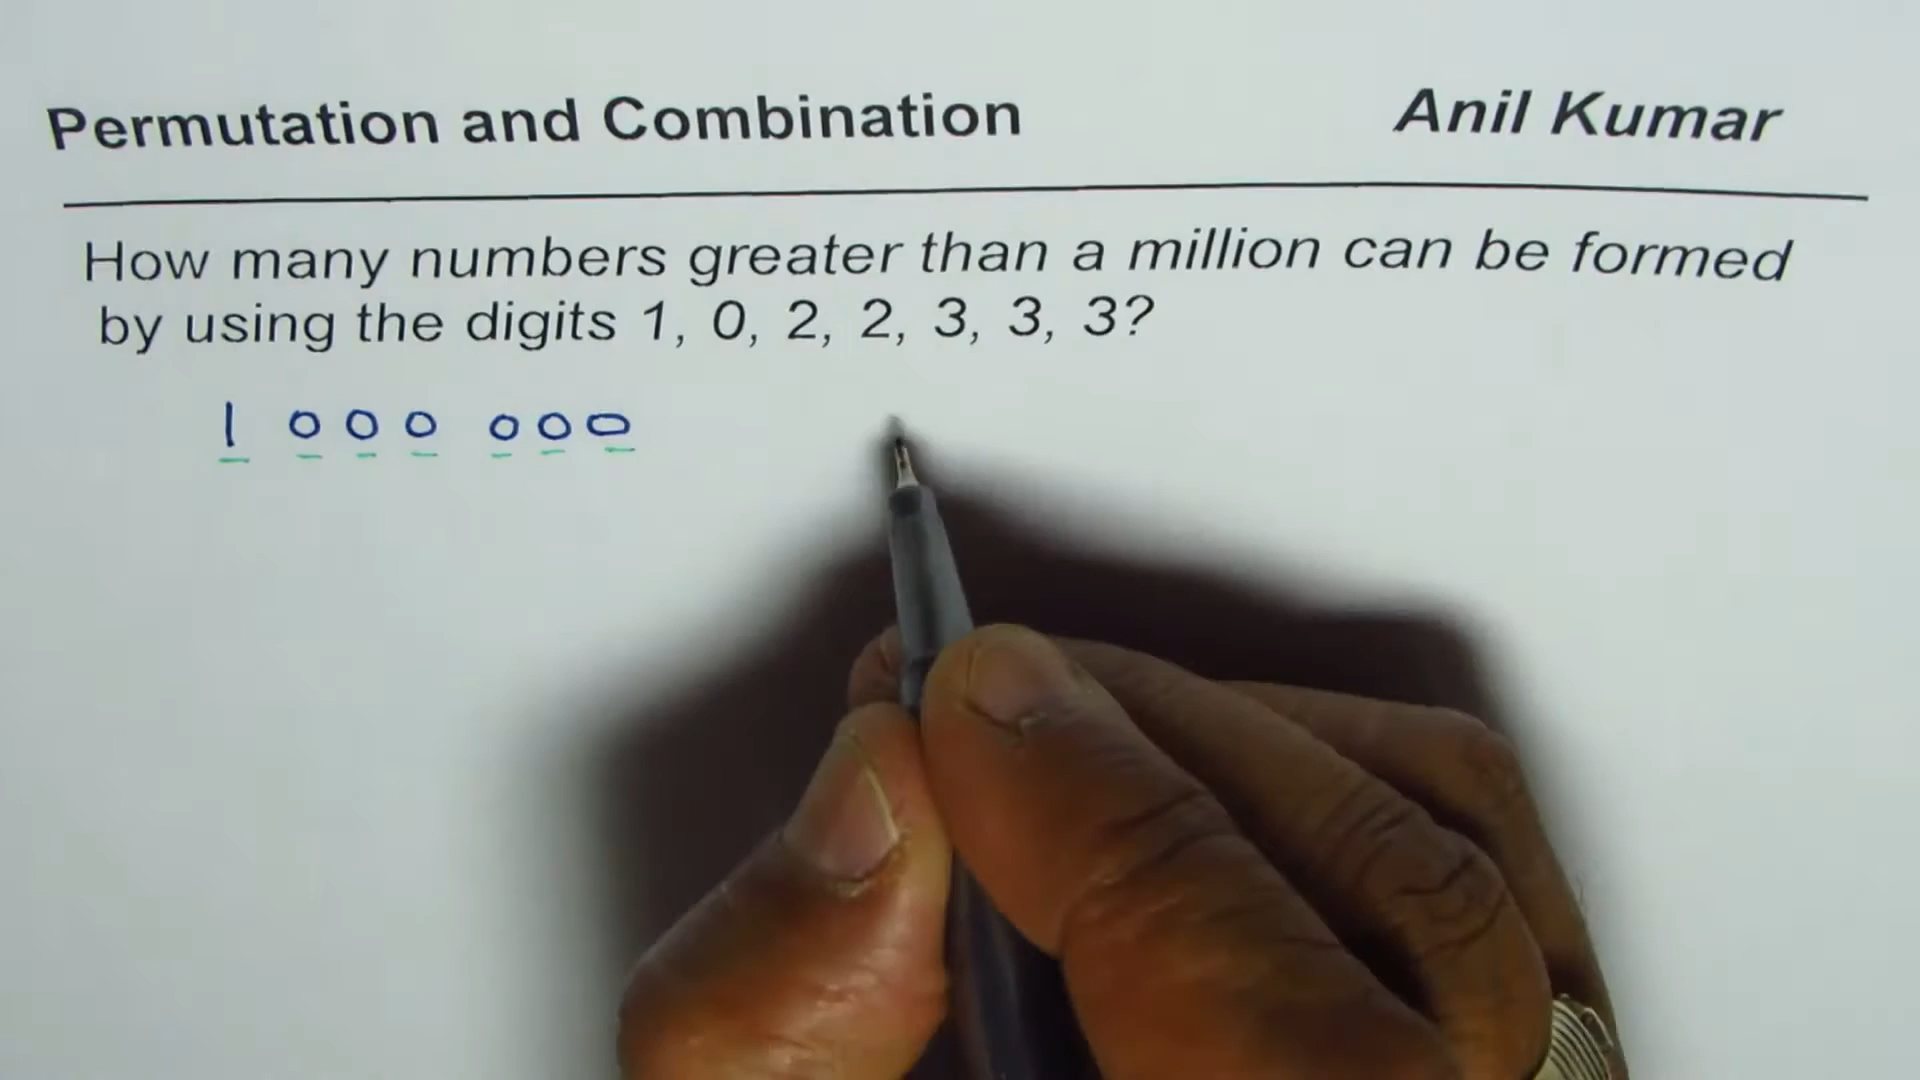 Permutation and Combination Anil Kumar
How many numbers greater than a million can be formed
by using the digits 1, 0, 2, 2, 3, 3, 3?
1 000 000